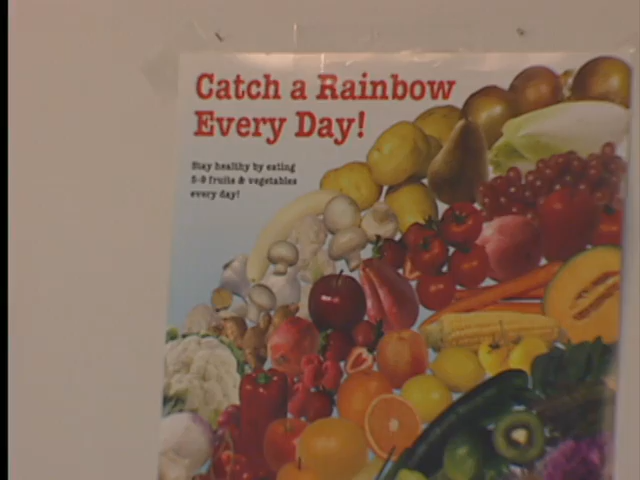 Catch a Rainbow
Every Day!
Stay healthy by eating
5-9 fruits & vegetables
every day!